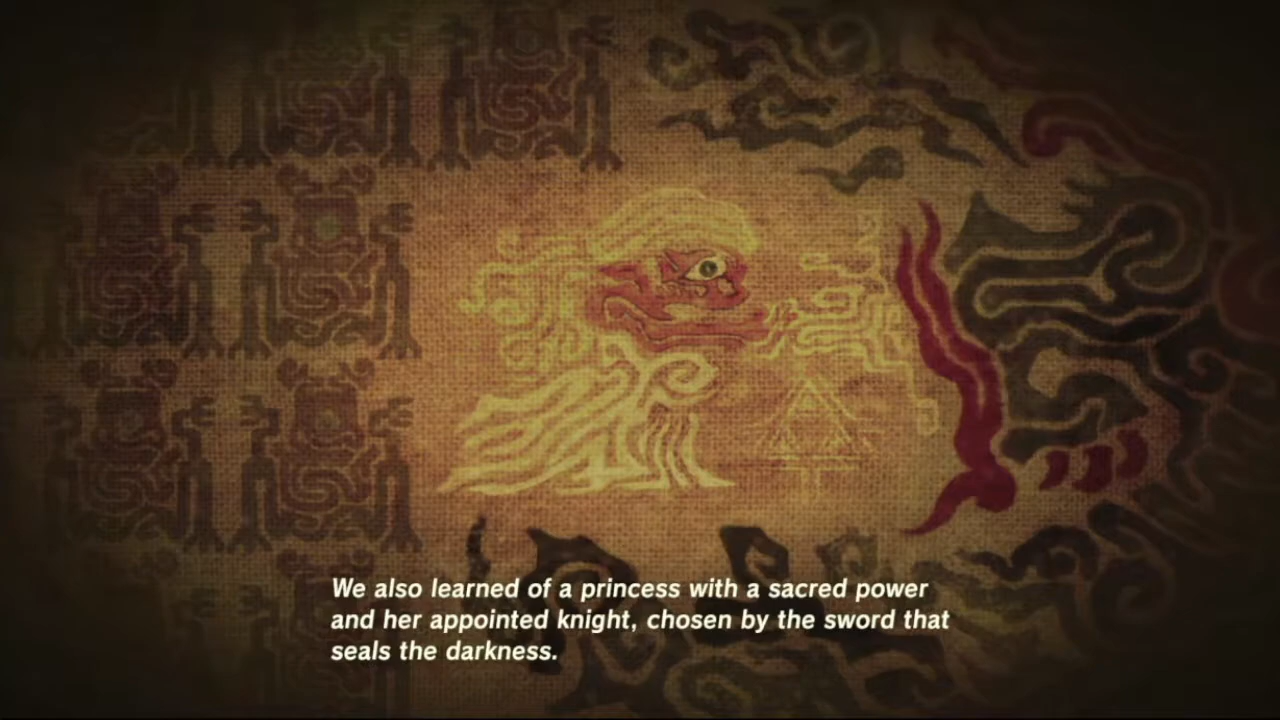 We also learned of a princess with a sacred power
and her appointed knight, chosen by the sword that
seals the darkness.